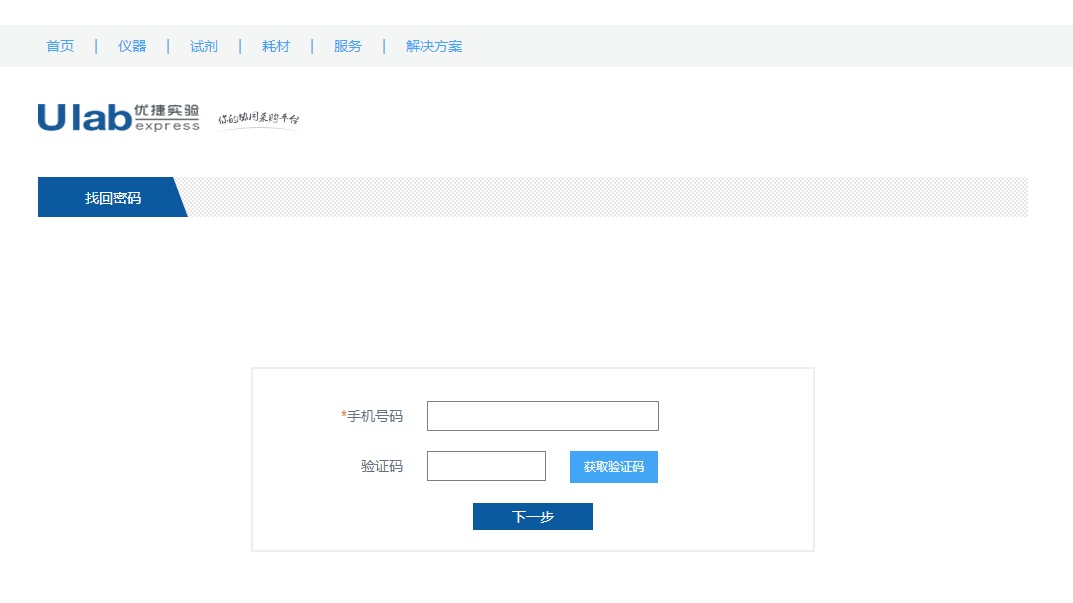 首页 | 仪器 | 试剂 | 耗材 | 服务 | 解决方案
Ulab 优捷实验 express 你的协同采购平台
找回密码
*手机号码
验证码 获取验证码
下一步